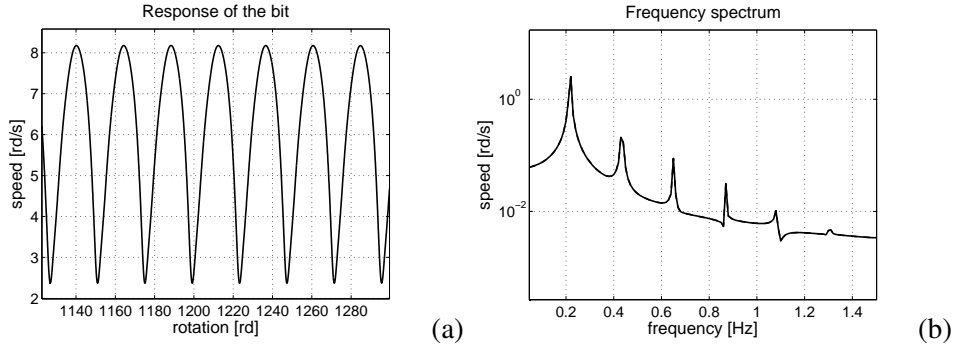 Response of the bit
8
7
6
5
4
3
2
speed [rd/s]
1140 1160 1180 1200 1220 1240 1260 1280
rotation [rd]
(a)
Frequency spectrum
10^0
10^-2
speed [rd/s]
0.2 0.4 0.6 0.8 1 1.2 1.4
frequency [Hz]
(b)